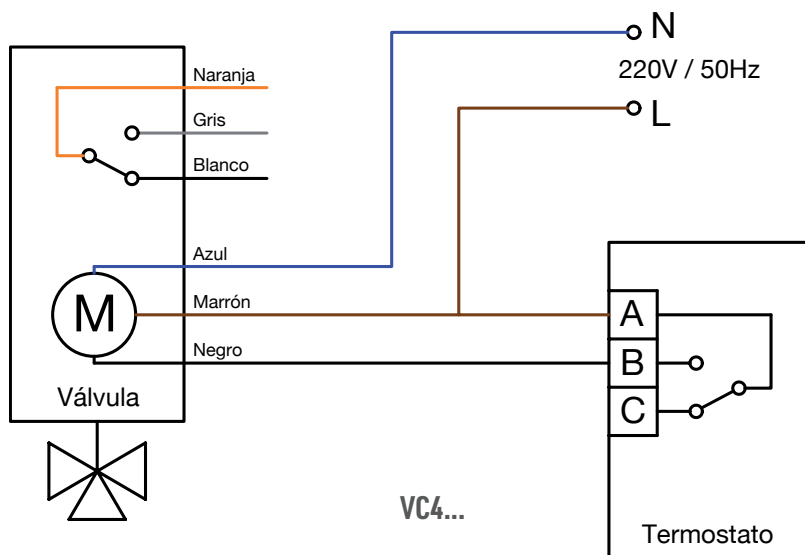 N
220V / 50Hz
L
Naranja
Gris
Blanco
Azul
Marrón
Negro
M
Válvula
A
B
C
VC4...
Termostato